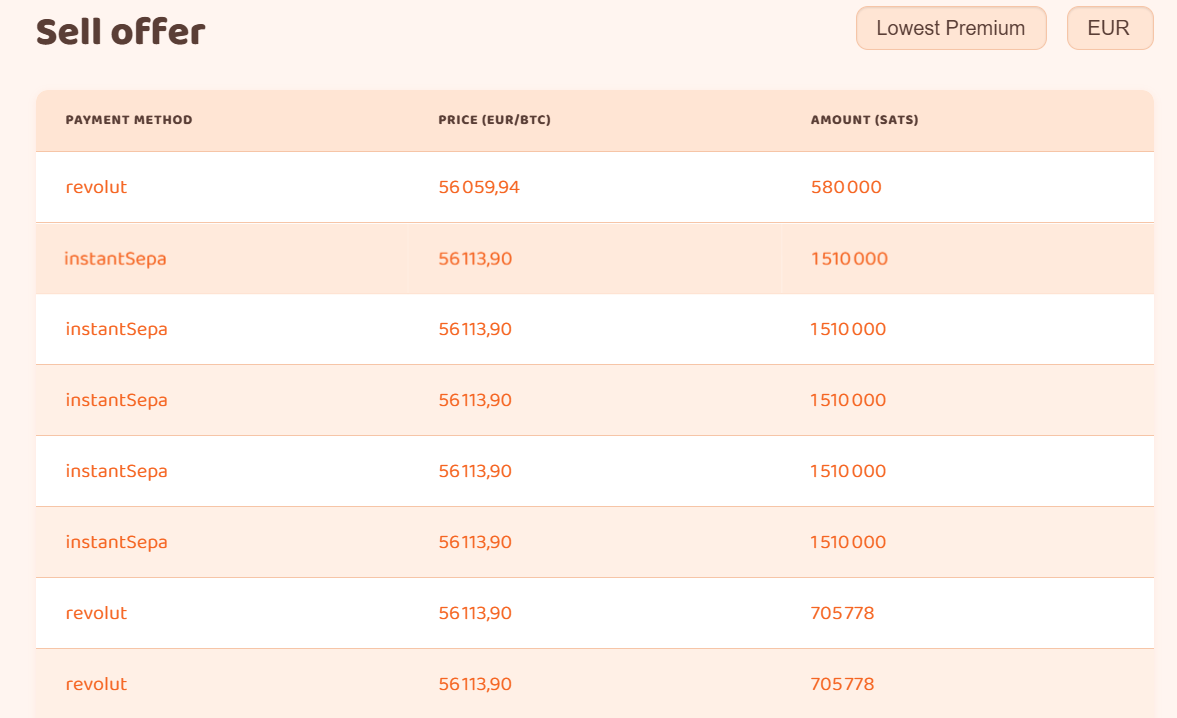 Sell offer
Lowest Premium
EUR
PAYMENT METHOD PRICE (EUR/BTC) AMOUNT (SATS)
revolut 56 059,94 580 000
instantSepa 56 113,90 1 510 000
instantSepa 56 113,90 1 510 000
instantSepa 56 113,90 1 510 000
instantSepa 56 113,90 1 510 000
instantSepa 56 113,90 1 510 000
revolut 56 113,90 705 778
revolut 56 113,90 705 778